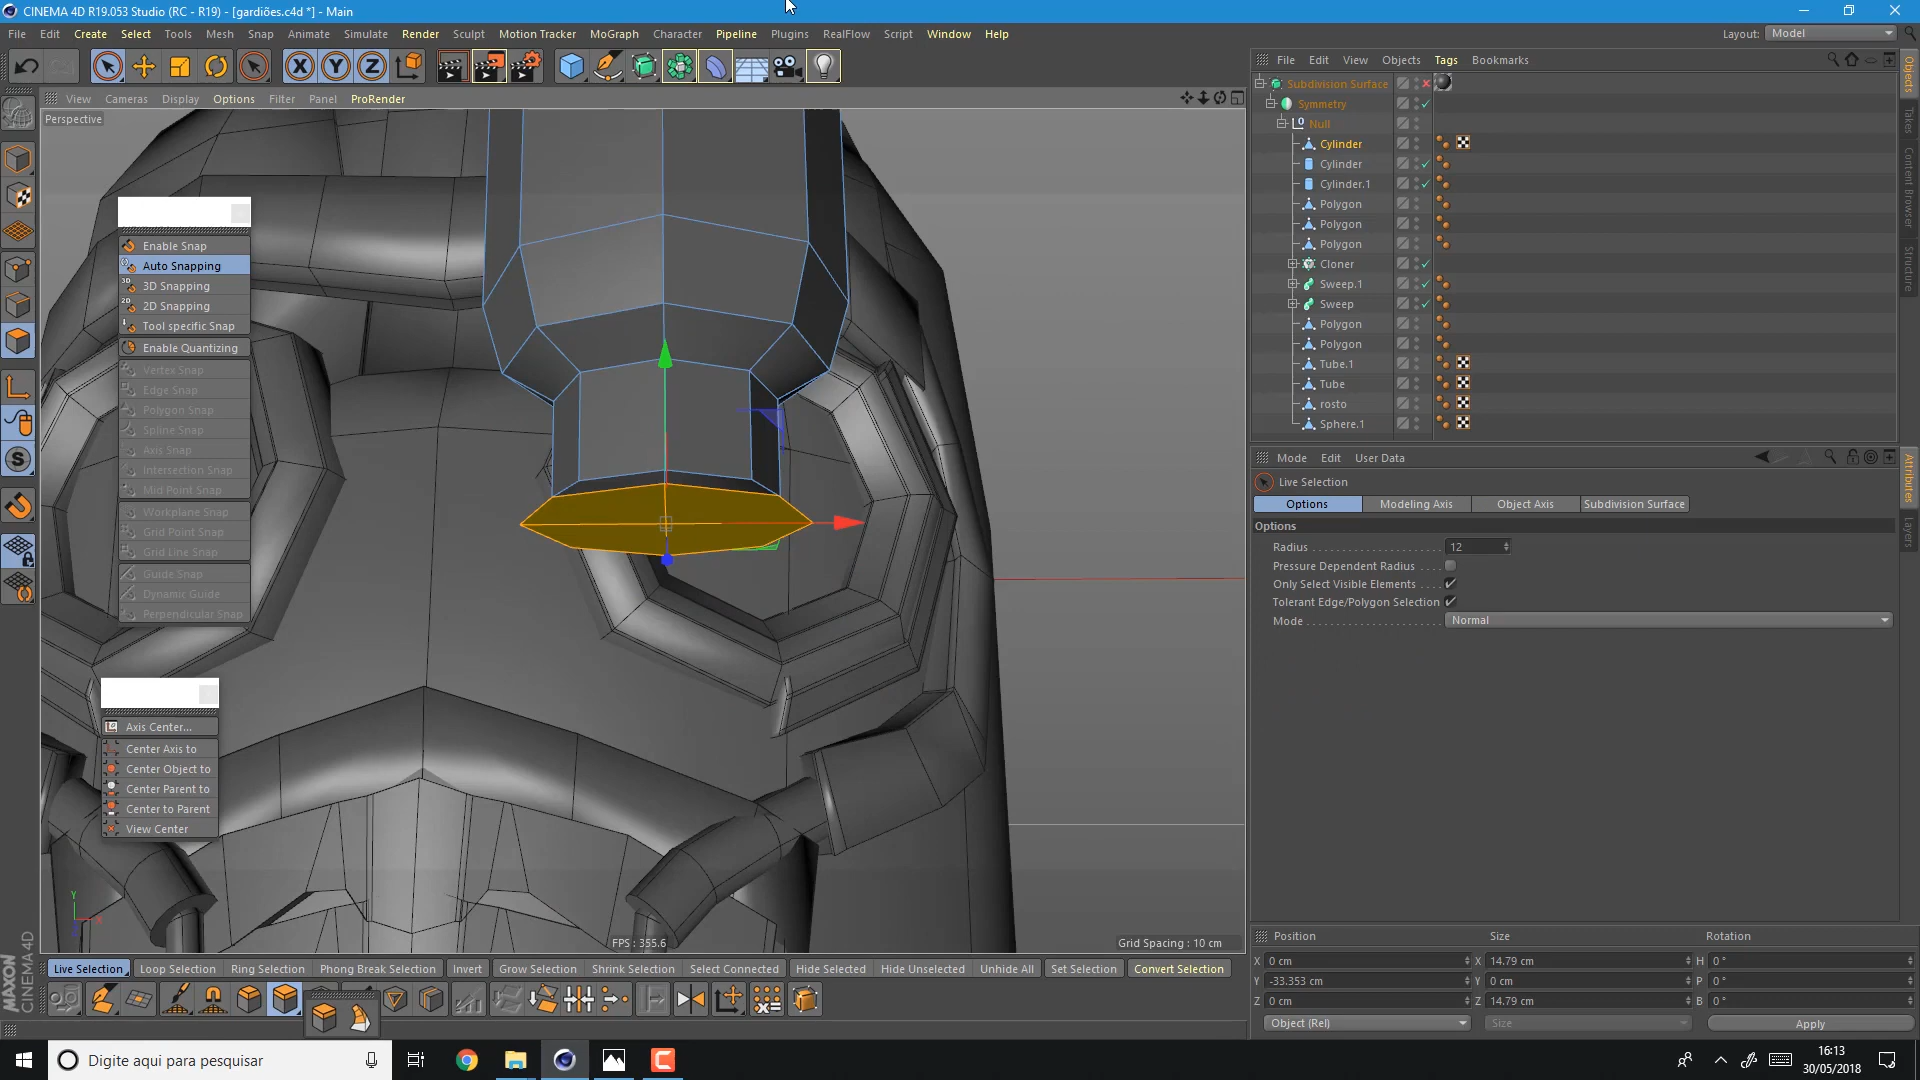 CINEMA 4D R19.053 Studio (RC - R19) - [gardiões.c4d *] - Main
File Edit Create Select Tools Mesh Snap Animate Simulate Render Sculpt Motion Tracker MoGraph Character Pipeline Plugins RealFlow Script Window Help
Layout: Model
View Cameras Display Options Filter Panel ProRender
Perspective
Enable Snap
Auto Snapping
3D Snapping
2D Snapping
Tool specific Snap
Enable Quantizing
Vertex Snap
Edge Snap
Polygon Snap
Spline Snap
Axis Snap
Intersection Snap
Mid Point Snap
Workplane Snap
Grid Point Snap
Grid Line Snap
Guide Snap
Dynamic Guide
Perpendicular Snap
Axis Center...
Center Axis to
Center Object to
Center Parent to
Center to Parent
View Center
Y
X
FPS : 355.6
Grid Spacing : 10 cm
Live Selection Loop Selection Ring Selection Phong Break Selection Invert Grow Selection Shrink Selection Select Connected Hide Selected Hide Unselected Unhide All Set Selection Convert Selection
MAXON
CINEMA 4D
File Edit View Objects Tags Bookmarks
Subdivision Surface
Symmetry
Null
Cylinder
Cylinder
Cylinder.1
Polygon
Polygon
Polygon
Cloner
Sweep.1
Sweep
Polygon
Polygon
Tube.1
Tube
rosto
Sphere.1
Objects
Takes
Content Browser
Structure
Mode Edit User Data
Live Selection
Options Modeling Axis Object Axis Subdivision Surface
Options
Radius 12
Pressure Dependent Radius
Only Select Visible Elements
Tolerant Edge/Polygon Selection
Mode Normal
Attributes
Layers
Position Size Rotation
X 0 cm X 14.79 cm H 0 °
Y -33.353 cm Y 0 cm P 0 °
Z 0 cm Z 14.79 cm B 0 °
Object (Rel) Size Apply
Digite aqui para pesquisar
16:13
30/05/2018